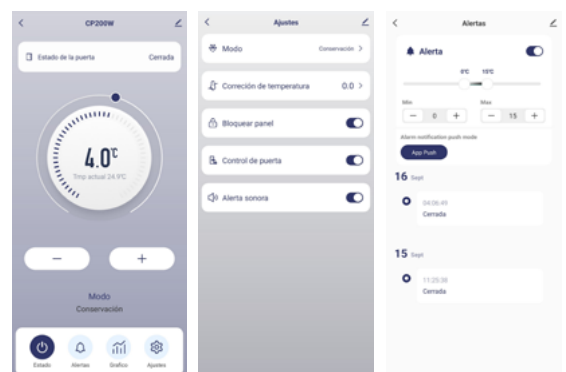 CP200W
Estado de la puerta Cerrada
4.0°C
Tmp actual 24.9°C
Modo
Conservación
Estado Alertas Grafico Ajustes
Ajustes
Modo Conservación
Correción de temperatura 0.0
Bloquear panel
Control de puerta
Alerta sonora
Alertas
Alerta
0°C 15°C
Min Max
0 15
Alarm notification push mode
App Push
16 Sept
04:06:49
Cerrada
15 Sept
11:25:38
Cerrada